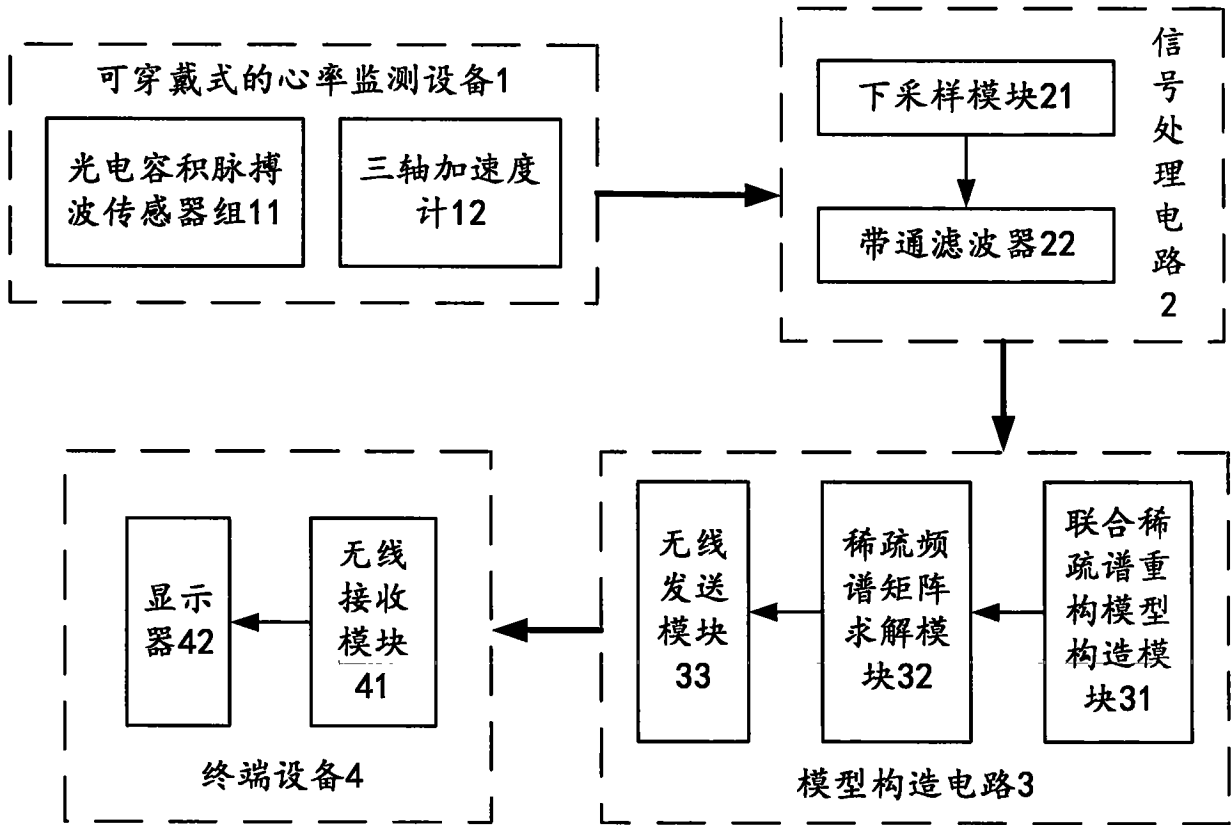 可穿戴式的心率监测设备1
光电容积脉搏
波传感器组11
三轴加速度
计12
下采样模块21
带通滤波器22
信
号
处
理
电
路
2
联合稀
疏谱重
构模型
构造模
块31
稀疏频
谱矩阵
求解模
块32
无线
发送
模块
33
模型构造电路3
无线
接收
模块
41
显示
器42
终端设备4